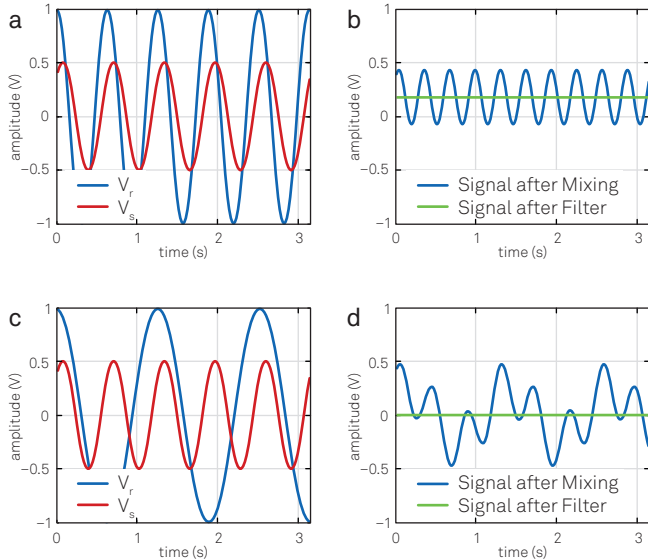 a
amplitude (V)
1
0.5
0
−0.5
−1
V_r
V_s
0 1 2 3
time (s)
b
amplitude (V)
1
0.5
0
−0.5
−1
Signal after Mixing
Signal after Filter
0 1 2 3
time (s)
c
amplitude (V)
1
0.5
0
−0.5
−1
V_r
V_s
0 1 2 3
time (s)
d
amplitude (V)
1
0.5
0
−0.5
−1
Signal after Mixing
Signal after Filter
0 1 2 3
time (s)